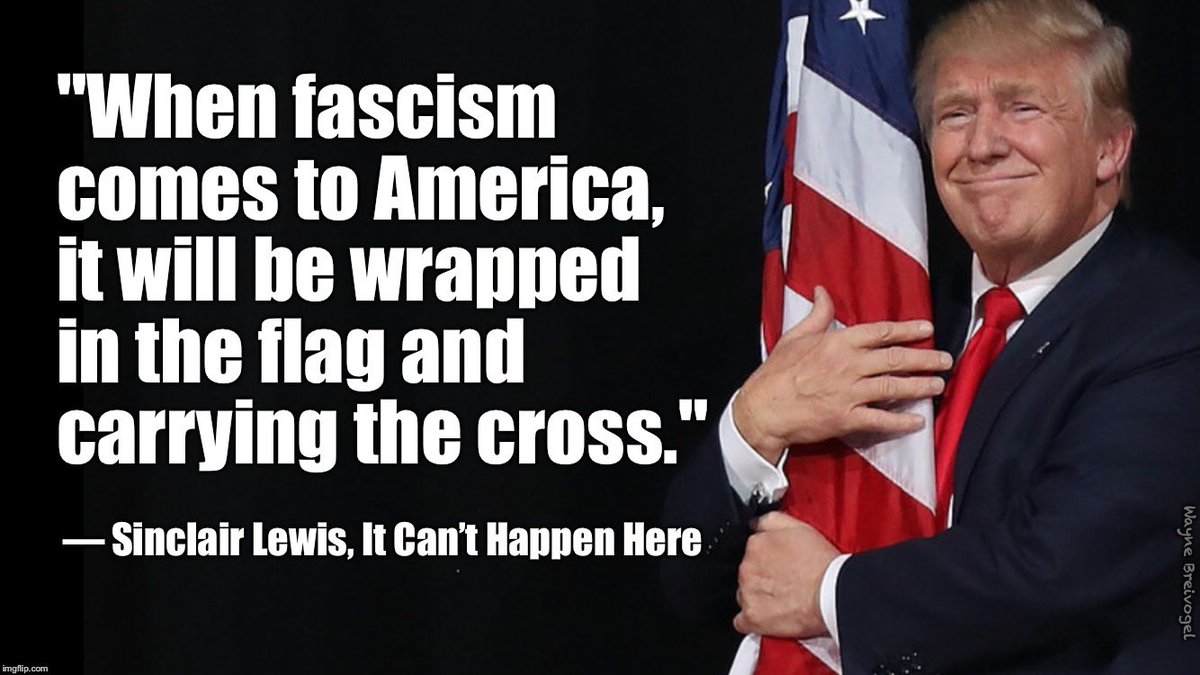 "When fascism
comes to America,
it will be wrapped
in the flag and
carrying the cross."
— Sinclair Lewis, It Can’t Happen Here
Wayne Breivogel
imgflip.com